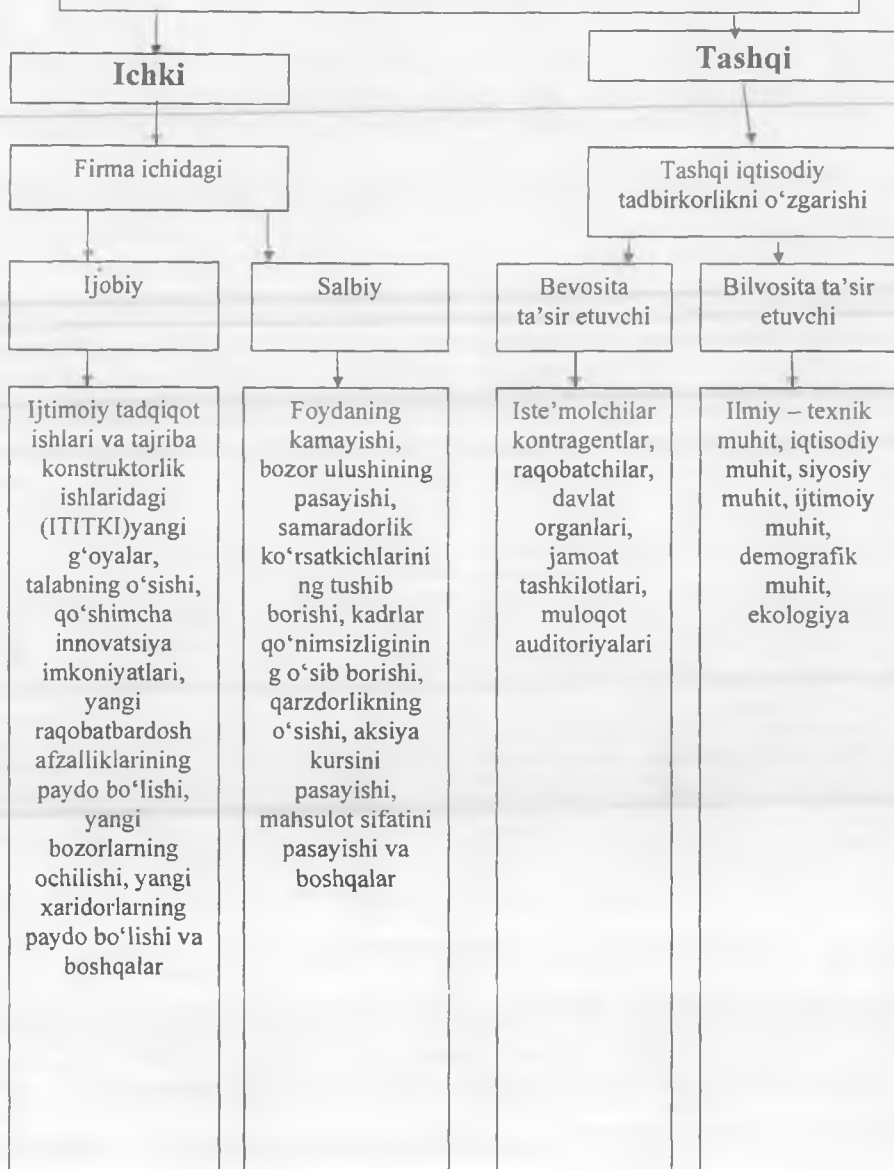 Ichki
Tashqi
Firma ichidagi
Tashqi iqtisodiy
tadbirkorlikni o‘zgarishi
Ijobiy
Salbiy
Bevosita
ta’sir etuvchi
Bilvosita ta’sir
etuvchi
Ijtimoiy tadqiqot
ishlari va tajriba
konstruktorlik
ishlaridagi
(ITITKI)yangi
g‘oyalar,
talabning o‘sishi,
qo‘shimcha
innovatsiya
imkoniyatlari,
yangi
raqobatbardosh
afzalliklarining
paydo bo‘lishi,
yangi
bozorlarning
ochilishi, yangi
xaridorlarning
paydo bo‘lishi va
boshqalar
Foydaning
kamayishi,
bozor ulushining
pasayishi,
samaradorlik
ko‘rsatkichlarini
ng tushib
borishi, kadrlar
qo‘nimsizliginin
g o‘sib borishi,
qarzdorlikning
o‘sishi, aksiya
kursini
pasayishi,
mahsulot sifatini
pasayishi va
boshqalar
Iste’molchilar
kontragentlar,
raqobatchilar,
davlat
organlari,
jamoat
tashkilotlari,
muloqot
auditoriyalari
Ilmiy – texnik
muhit, iqtisodiy
muhit, siyosiy
muhit, ijtimoiy
muhit,
demografik
muhit,
ekologiya